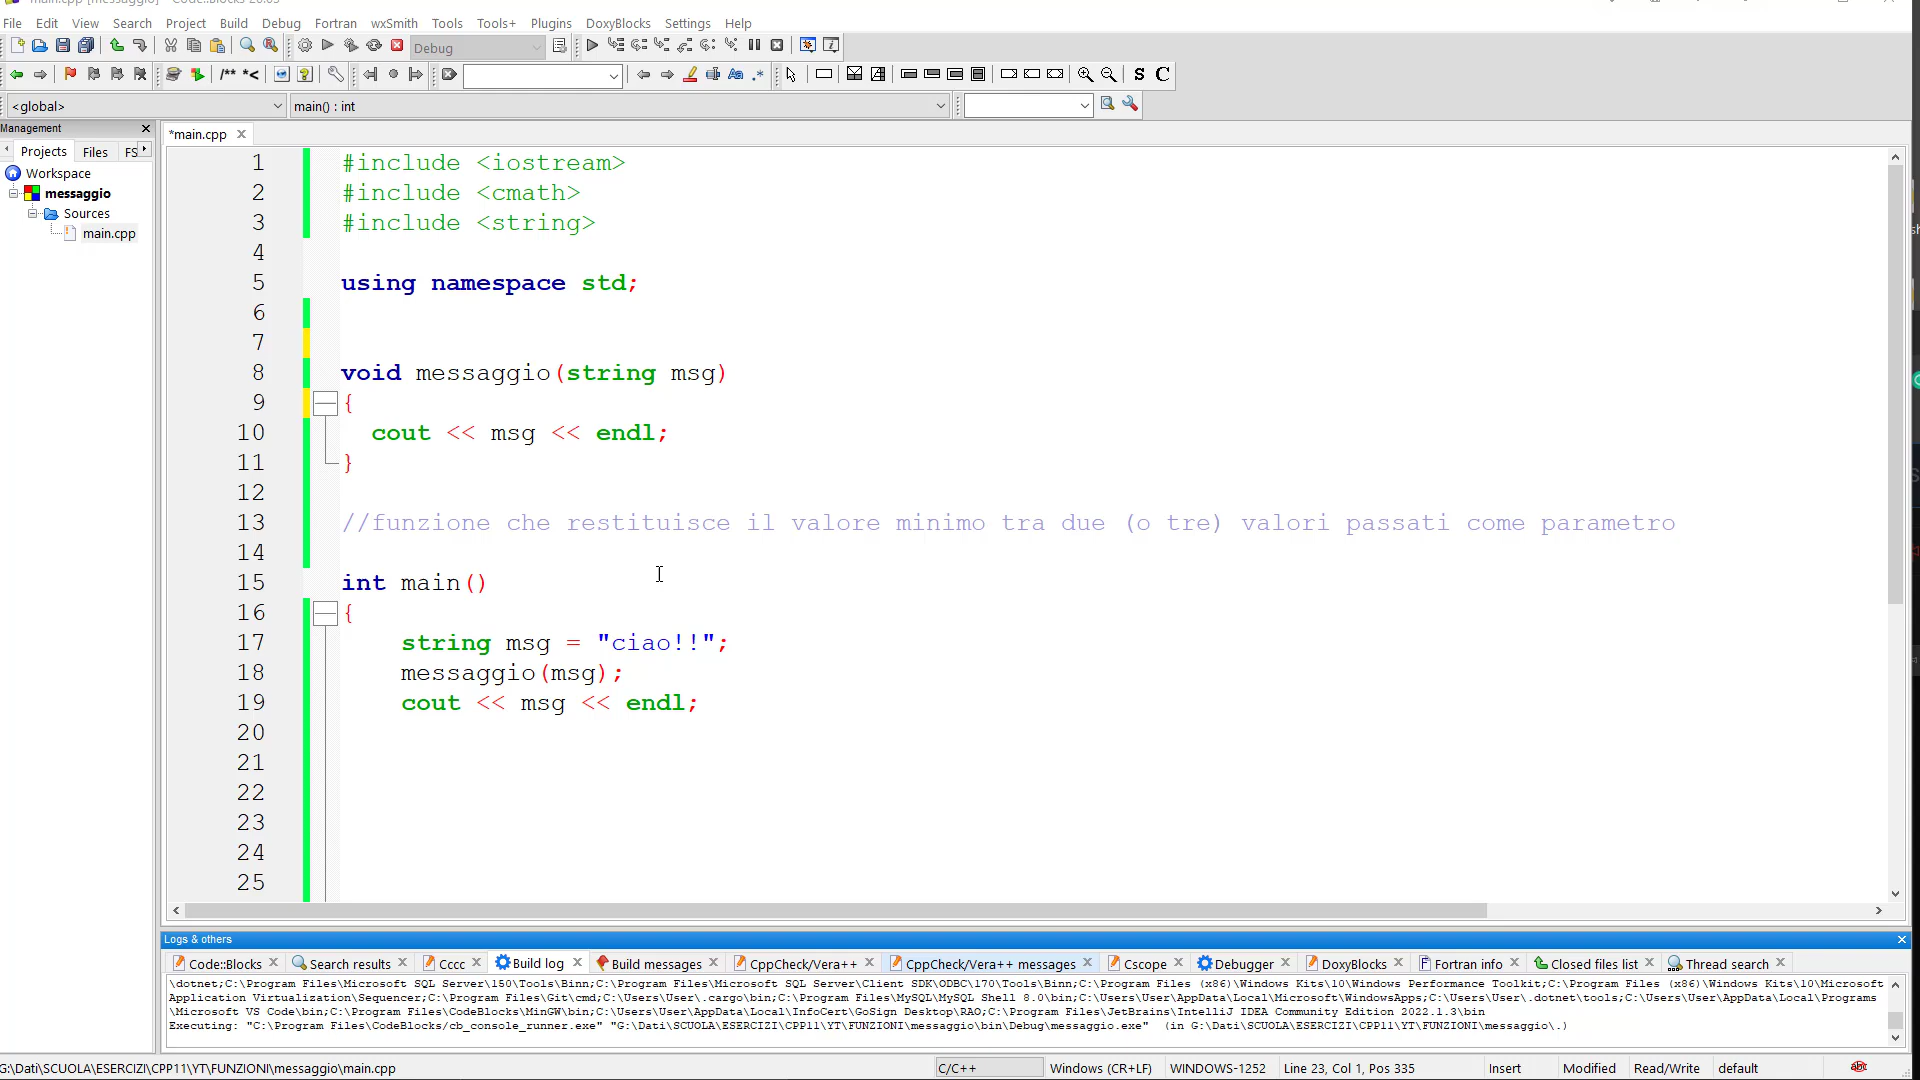 main.cpp [messaggio] - Code::Blocks 20.03
File Edit View Search Project Build Debug Fortran wxSmith Tools Tools+ Plugins DoxyBlocks Settings Help
Debug
/** *<
S C
<global> main() : int
Management
*main.cpp
Projects Files FS
Workspace
messaggio
Sources
main.cpp
1 #include <iostream>
2 #include <cmath>
3 #include <string>
4
5 using namespace std;
6
7
8 void messaggio(string msg)
9 {
10 cout << msg << endl;
11 }
12
13 //funzione che restituisce il valore minimo tra due (o tre) valori passati come parametro
14
15 int main()
16 {
17 string msg = "ciao!!";
18 messaggio(msg);
19 cout << msg << endl;
20
21
22
23
24
25
Logs & others
Code::Blocks Search results Cccc Build log Build messages CppCheck/Vera++ CppCheck/Vera++ messages Cscope Debugger DoxyBlocks Fortran info Closed files list Thread search
\dotnet;C:\Program Files\Microsoft SQL Server\150\Tools\Binn;C:\Program Files\Microsoft SQL Server\Client SDK\ODBC\170\Tools\Binn;C:\Program Files (x86)\Windows Kits\10\Windows Performance Toolkit;C:\Program Files (x86)\Microsoft
Application Virtualization\Sequencer;C:\Program Files\Git\cmd;C:\Users\User\.cargo\bin;C:\Program Files\MySQL\MySQL Shell 8.0\bin;C:\Users\User\AppData\Local\Microsoft\WindowsApps;C:\Users\User\.dotnet\tools;C:\Users\User\AppData\Local\Programs
\Microsoft VS Code\bin;C:\Program Files\CodeBlocks\MinGW\bin;C:\Users\User\AppData\Local\InfoCert\GoSign Desktop\RAO;C:\Program Files\JetBrains\IntelliJ IDEA Community Edition 2022.1.3\bin
Executing: "C:\Program Files\CodeBlocks/cb_console_runner.exe" "G:\Dati\SCUOLA\ESERCIZI\CPP11\YT\FUNZIONI\messaggio\bin\Debug\messaggio.exe" (in G:\Dati\SCUOLA\ESERCIZI\CPP11\YT\FUNZIONI\messaggio\.)
G:\Dati\SCUOLA\ESERCIZI\CPP11\YT\FUNZIONI\messaggio\main.cpp C/C++ Windows (CR+LF) WINDOWS-1252 Line 23, Col 1, Pos 335 Insert Modified Read/Write default abc